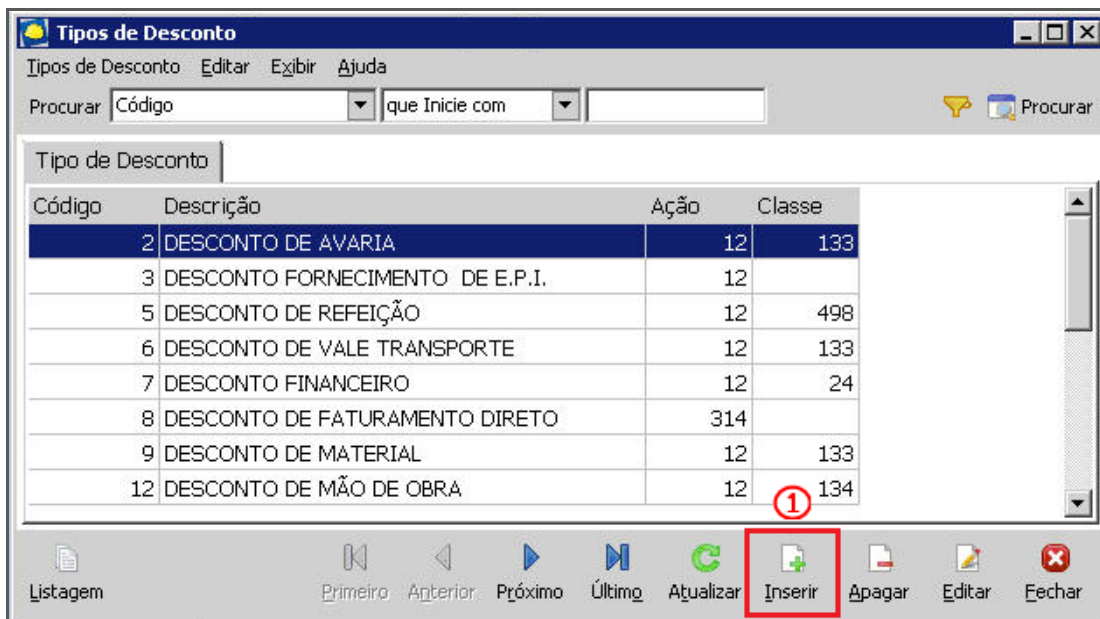 Tipos de Desconto
Tipos de Desconto Editar Exibir Ajuda
Procurar Código que Inicie com Procurar
Tipo de Desconto
Código Descrição Ação Classe
2 DESCONTO DE AVARIA 12 133
3 DESCONTO FORNECIMENTO DE E.P.I. 12
5 DESCONTO DE REFEIÇÃO 12 498
6 DESCONTO DE VALE TRANSPORTE 12 133
7 DESCONTO FINANCEIRO 12 24
8 DESCONTO DE FATURAMENTO DIRETO 314
9 DESCONTO DE MATERIAL 12 133
12 DESCONTO DE MÃO DE OBRA 12 134
1
Listagem Primeiro Anterior Próximo Último Atualizar Inserir Apagar Editar Fechar